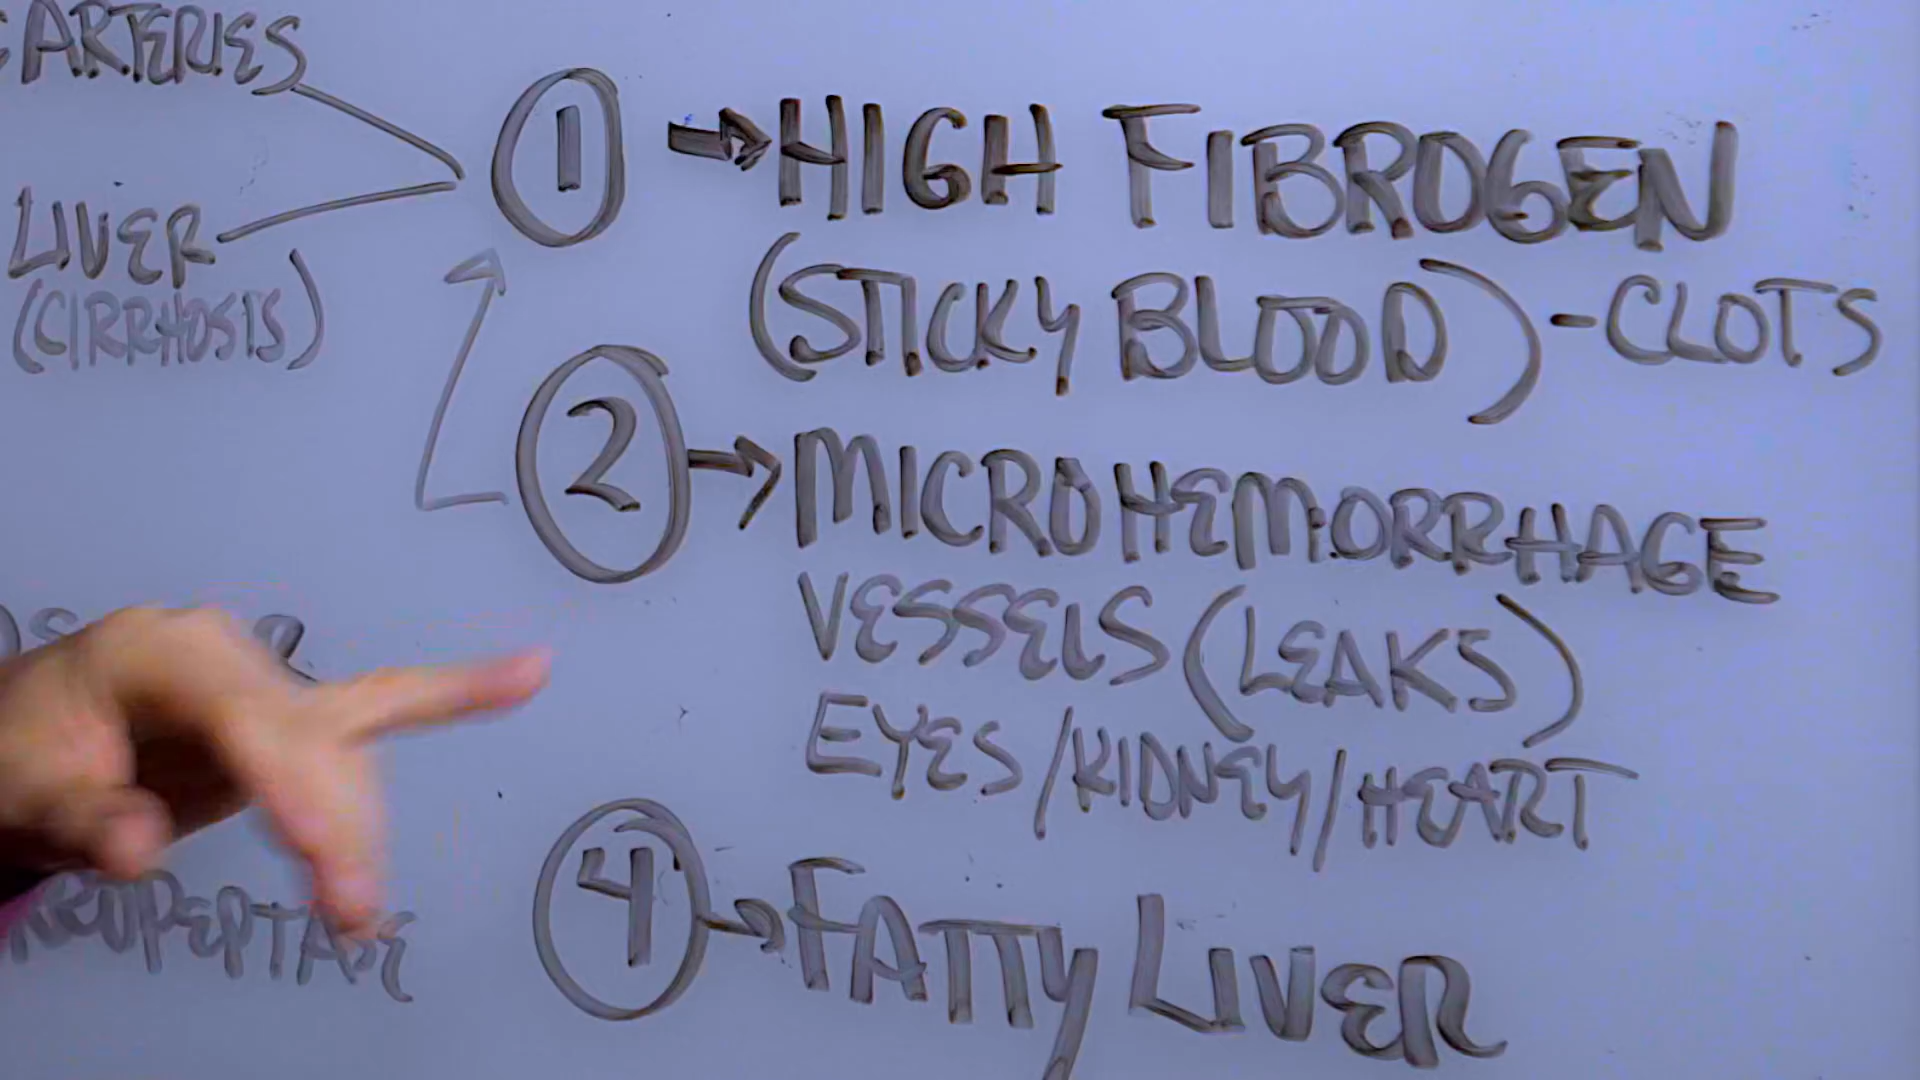 ARTERIES
LIVER
(CIRRHOSIS)
1 → HIGH FIBROGEN
(STICKY BLOOD) - CLOTS
2 → MICROHEMORRHAGE
VESSELS (LEAKS)
EYES / KIDNEY / HEART
4 → FATTY LIVER